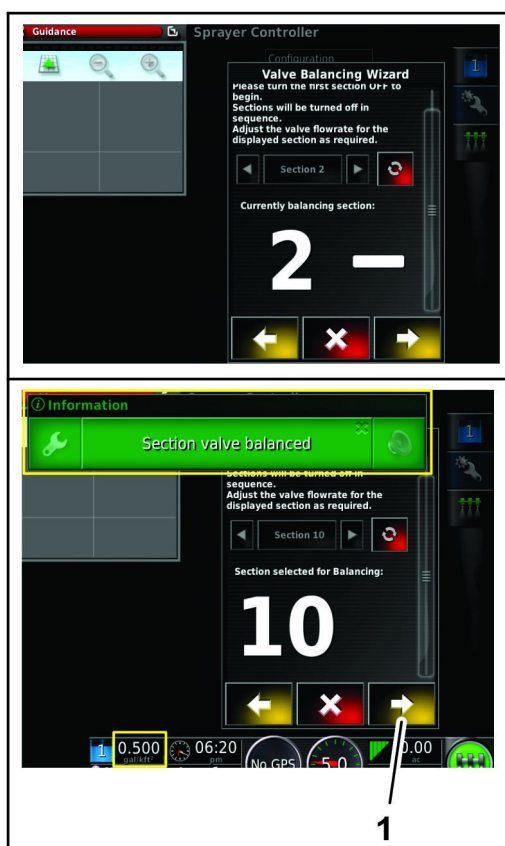 Guidance
Sprayer Controller
Configuration
1
Valve Balancing Wizard
Please turn the first section OFF to
begin.
Sections will be turned off in
sequence.
Adjust the valve flowrate for the
displayed section as required.
Section 2
Currently balancing section:
2 –
Information
Section valve balanced
1
Sections will be turned off in
sequence.
Adjust the valve flowrate for the
displayed section as required.
Section 10
Section selected for Balancing:
10
1 0.500 06:20 No GPS 5.0 0.00
gal/kft² pm ac
1